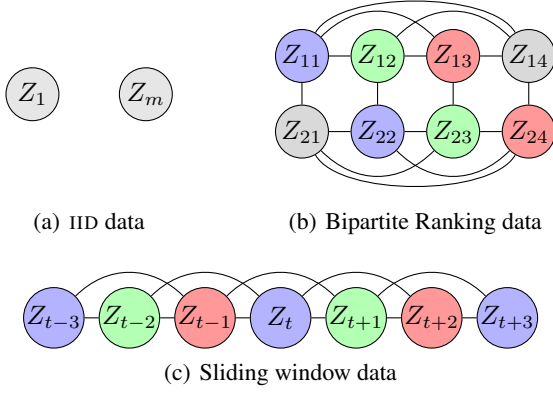 Z₁ Zₘ
Z₁₁ Z₁₂ Z₁₃ Z₁₄
Z₂₁ Z₂₂ Z₂₃ Z₂₄
(a) IID data
(b) Bipartite Ranking data
Zₜ₋₃ Zₜ₋₂ Zₜ₋₁ Zₜ Zₜ₊₁ Zₜ₊₂ Zₜ₊₃
(c) Sliding window data